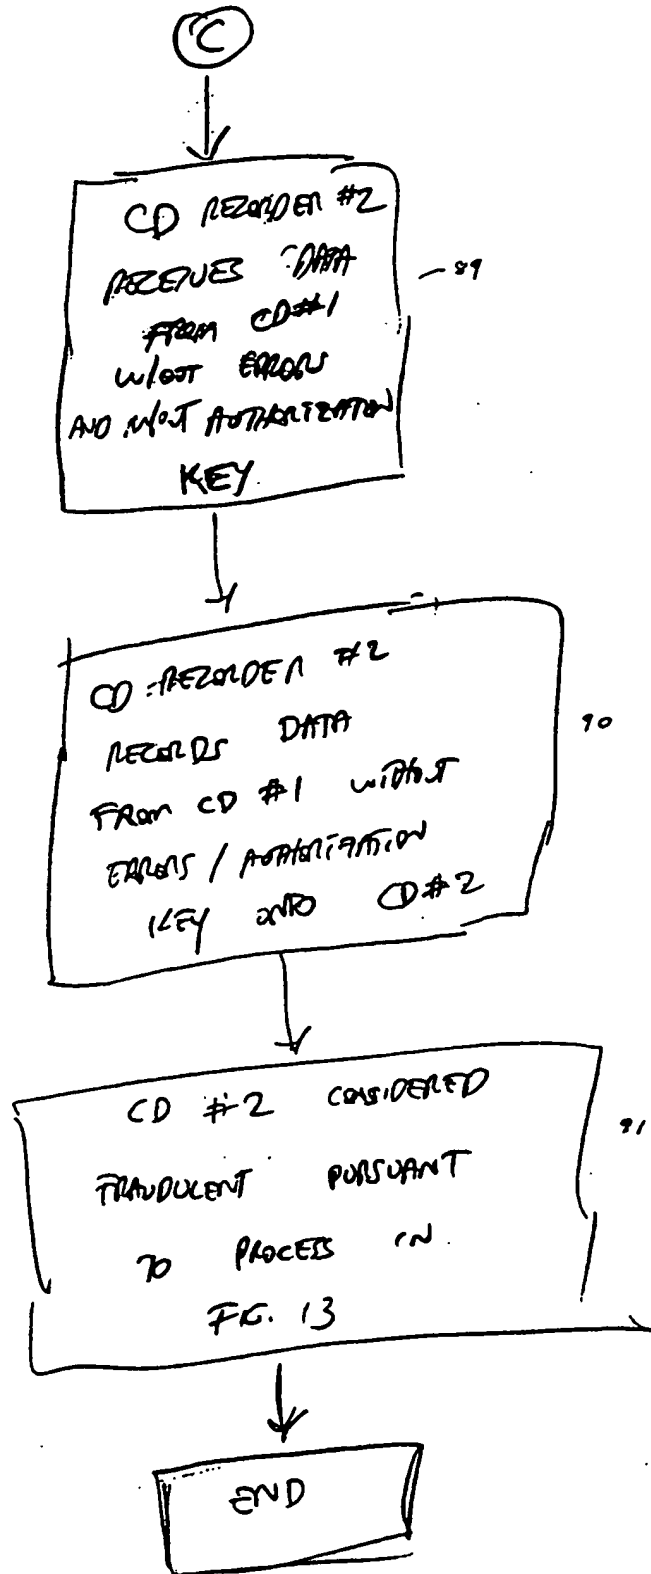 C
CD RECORDER #2
RECEIVES DATA
FROM CD#1
W/OUT ERRORS
AND W/OUT AUTHORIZATION
KEY
89
CD RECORDER #2
RECORDS DATA
FROM CD #1 WITHOUT
ERRORS / AUTHORIZATION
KEY ONTO CD#2
90
CD #2 CONSIDERED
FRAUDULENT PURSUANT
TO PROCESS IN
FIG. 13
91
END